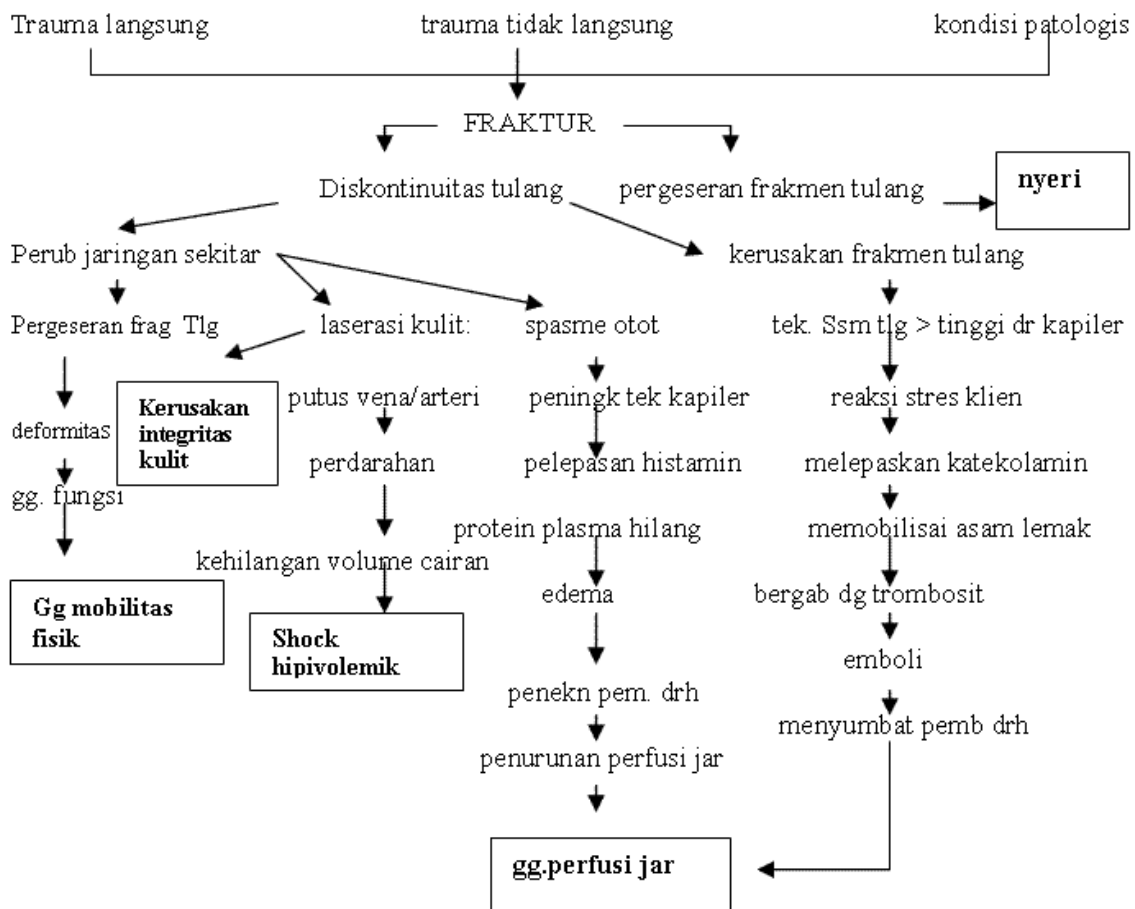 Trauma langsung
trauma tidak langsung
kondisi patologis
FRAKTUR
Diskontinuitas tulang
pergeseran frakmen tulang
nyeri
Perub jaringan sekitar
kerusakan frakmen tulang
Pergeseran frag Tlg
laserasi kulit:
spasme otot
tek. Ssm tlg > tinggi dr kapiler
Kerusakan
integritas
kulit
putus vena/arteri
peningk tek kapiler
reaksi stres klien
deformitas
perdarahan
pelepasan histamin
melepaskan katekolamin
gg. fungsi
protein plasma hilang
memobilisai asam lemak
kehilangan volume cairan
edema
bergab dg trombosit
Gg mobilitas
fisik
Shock
hipivolemik
emboli
penekn pem. drh
menyumbat pemb drh
penurunan perfusi jar
gg.perfusi jar